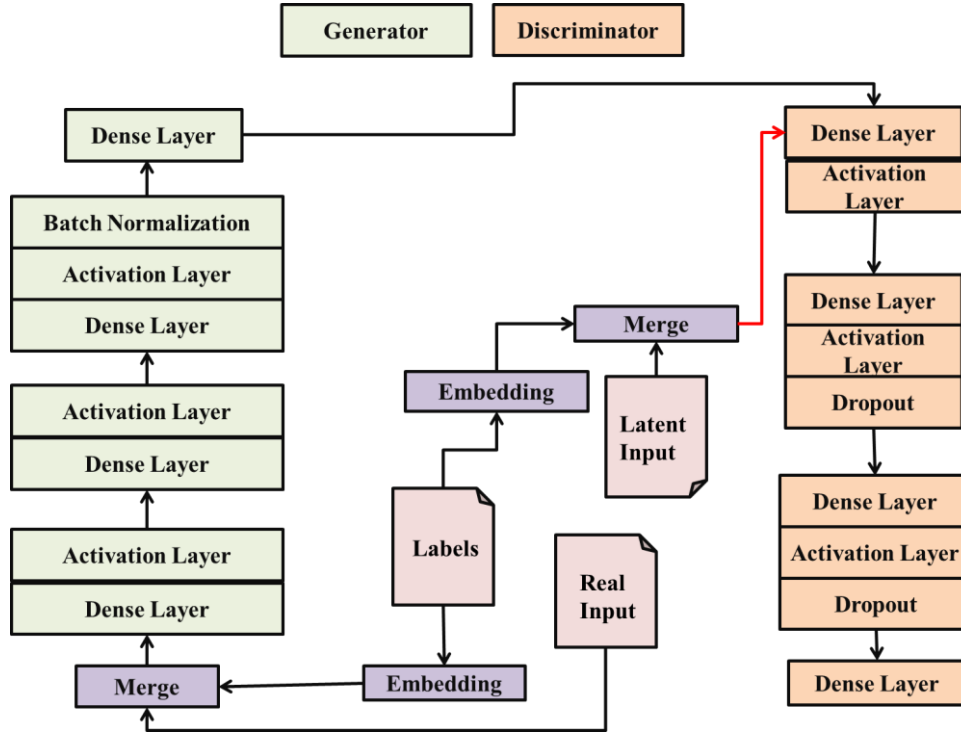 Generator
Discriminator
Dense Layer
Batch Normalization
Activation Layer
Dense Layer
Activation Layer
Dense Layer
Activation Layer
Dense Layer
Merge
Embedding
Labels
Embedding
Merge
Latent
Input
Real
Input
Dense Layer
Activation
Layer
Dense Layer
Activation
Layer
Dropout
Dense Layer
Activation Layer
Dropout
Dense Layer